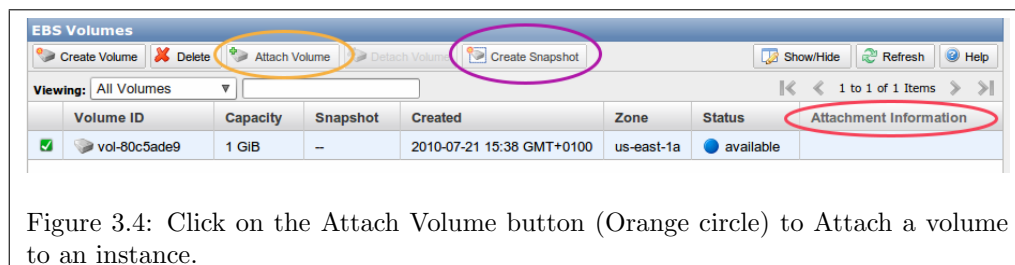 EBS Volumes
Create Volume Delete Attach Volume Detach Volume Create Snapshot Show/Hide Refresh Help
Viewing: All Volumes 1 to 1 of 1 Items
Volume ID Capacity Snapshot Created Zone Status Attachment Information
vol-80c5ade9 1 GiB -- 2010-07-21 15:38 GMT+0100 us-east-1a available
Figure 3.4: Click on the Attach Volume button (Orange circle) to Attach a volume
to an instance.